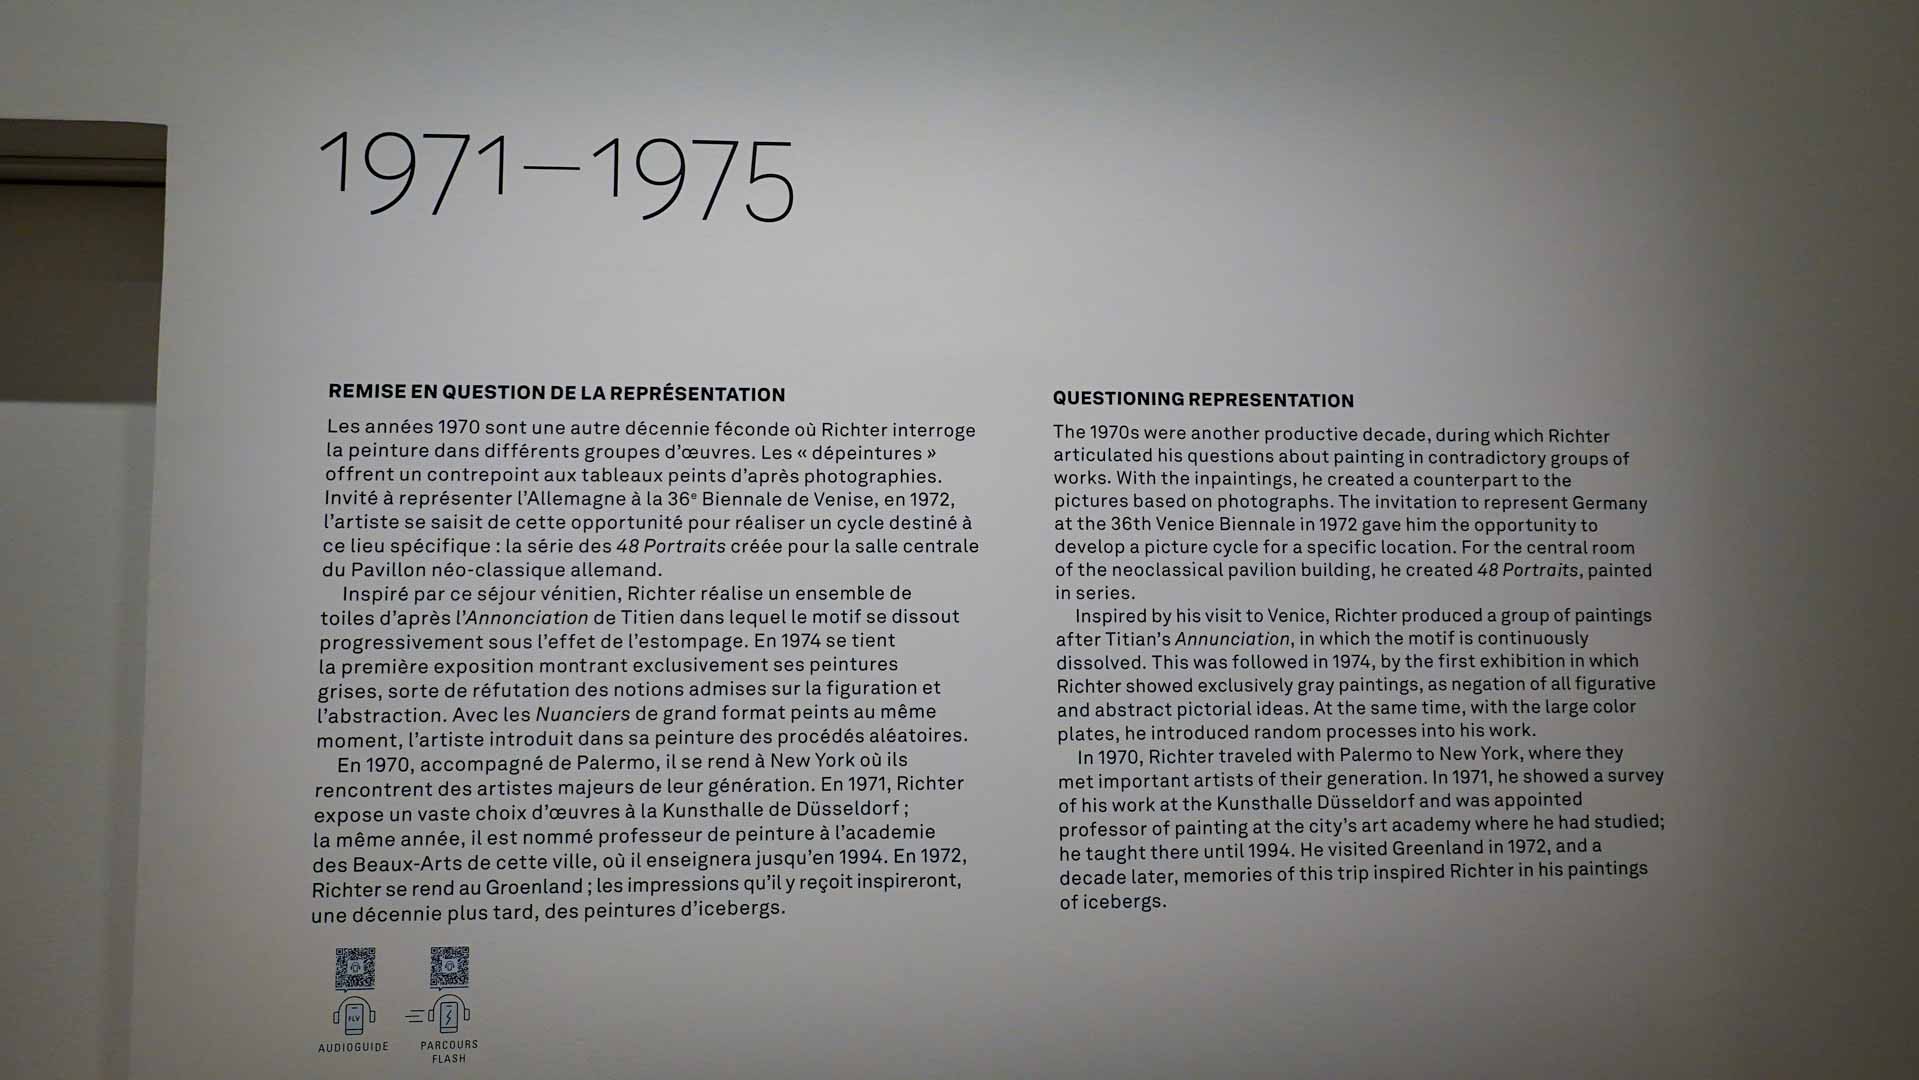 1971–1975
REMISE EN QUESTION DE LA REPRÉSENTATION
Les années 1970 sont une autre décennie féconde où Richter interroge
la peinture dans différents groupes d’œuvres. Les « dépeintures »
offrent un contrepoint aux tableaux peints d’après photographies.
Invité à représenter l’Allemagne à la 36e Biennale de Venise, en 1972,
l’artiste se saisit de cette opportunité pour réaliser un cycle destiné à
ce lieu spécifique : la série des 48 Portraits créée pour la salle centrale
du Pavillon néo-classique allemand.
Inspiré par ce séjour vénitien, Richter réalise un ensemble de
toiles d’après l’Annonciation de Titien dans lequel le motif se dissout
progressivement sous l’effet de l’estompage. En 1974 se tient
la première exposition montrant exclusivement ses peintures
grises, sorte de réfutation des notions admises sur la figuration et
l’abstraction. Avec les Nuanciers de grand format peints au même
moment, l’artiste introduit dans sa peinture des procédés aléatoires.
En 1970, accompagné de Palermo, il se rend à New York où ils
rencontrent des artistes majeurs de leur génération. En 1971, Richter
expose un vaste choix d’œuvres à la Kunsthalle de Düsseldorf ;
la même année, il est nommé professeur de peinture à l’académie
des Beaux-Arts de cette ville, où il enseignera jusqu’en 1994. En 1972,
Richter se rend au Groenland ; les impressions qu’il y reçoit inspireront,
une décennie plus tard, des peintures d’icebergs.
QUESTIONING REPRESENTATION
The 1970s were another productive decade, during which Richter
articulated his questions about painting in contradictory groups of
works. With the inpaintings, he created a counterpart to the
pictures based on photographs. The invitation to represent Germany
at the 36th Venice Biennale in 1972 gave him the opportunity to
develop a picture cycle for a specific location. For the central room
of the neoclassical pavilion building, he created 48 Portraits, painted
in series.
Inspired by his visit to Venice, Richter produced a group of paintings
after Titian’s Annunciation, in which the motif is continuously
dissolved. This was followed in 1974, by the first exhibition in which
Richter showed exclusively gray paintings, as negation of all figurative
and abstract pictorial ideas. At the same time, with the large color
plates, he introduced random processes into his work.
In 1970, Richter traveled with Palermo to New York, where they
met important artists of their generation. In 1971, he showed a survey
of his work at the Kunsthalle Düsseldorf and was appointed
professor of painting at the city’s art academy where he had studied;
he taught there until 1994. He visited Greenland in 1972, and a
decade later, memories of this trip inspired Richter in his paintings
of icebergs.
FLV
AUDIOGUIDE
PARCOURS
FLASH